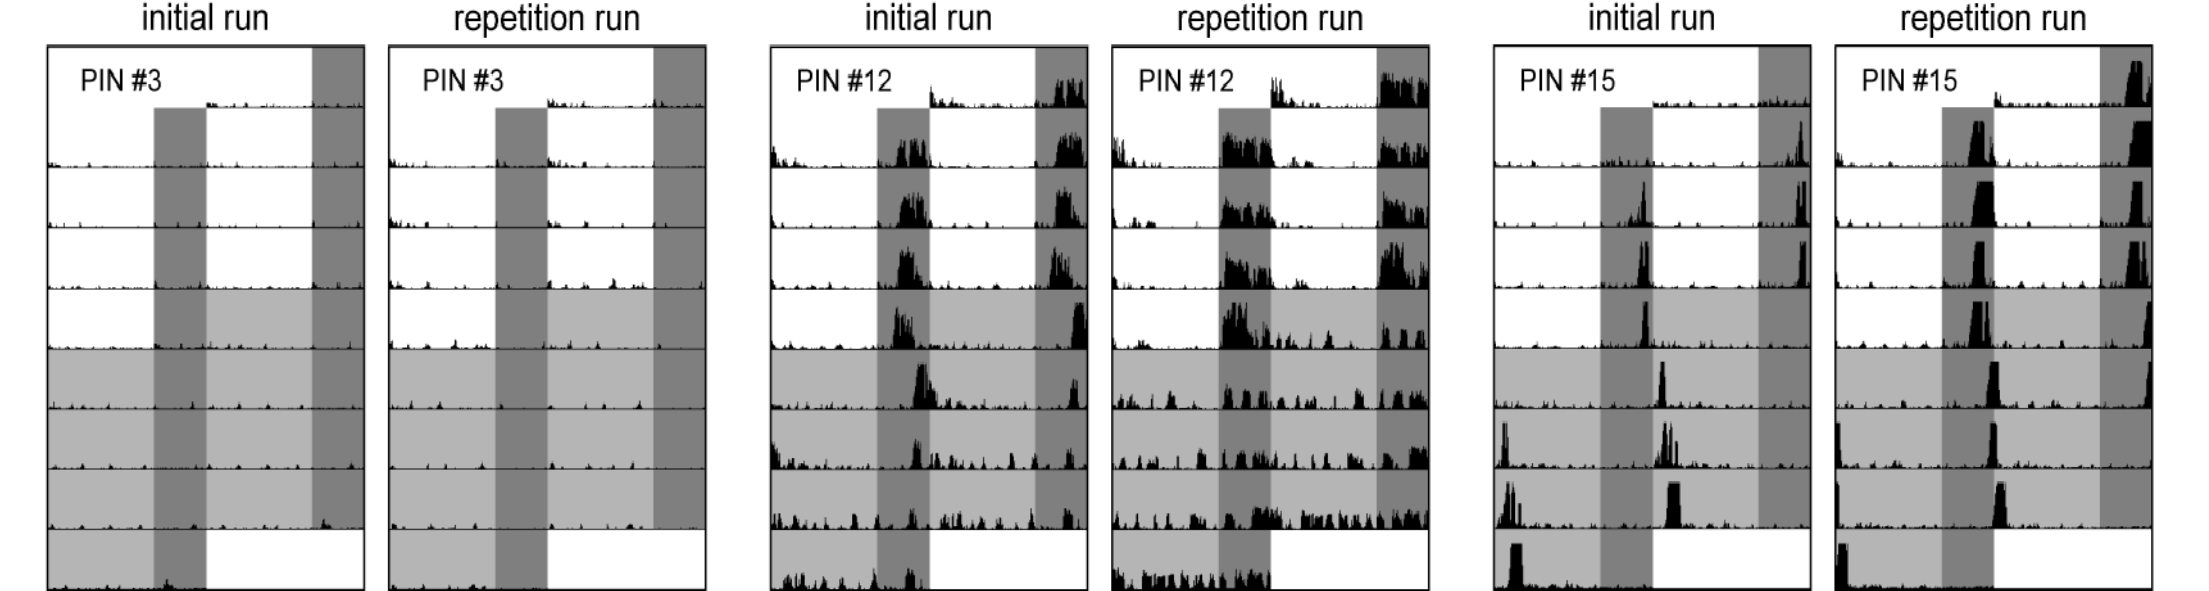 initial run
repetition run
initial run
repetition run
initial run
repetition run
PIN #3
PIN #3
PIN #12
PIN #12
PIN #15
PIN #15